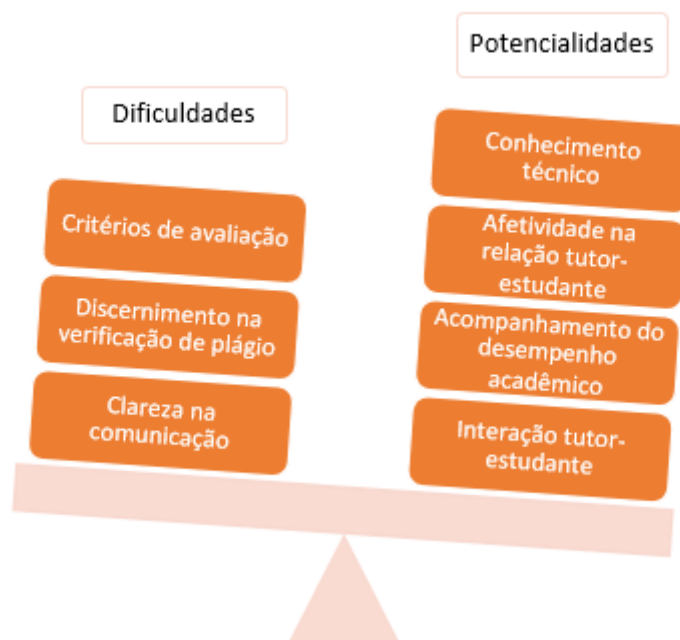 Dificuldades
Critérios de avaliação
Discernimento na
verificação de plágio
Clareza na
comunicação
Potencialidades
Conhecimento
técnico
Afetividade na
relação tutor-
estudante
Acompanhamento do
desempenho
acadêmico
Interação tutor-
estudante